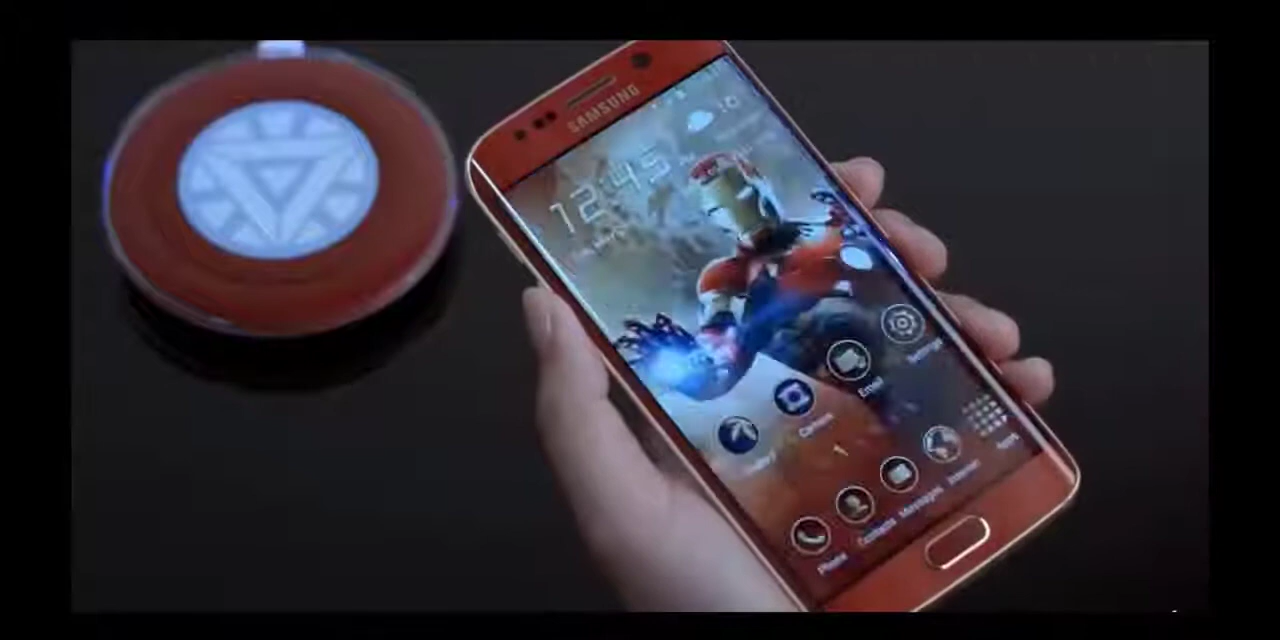 SAMSUNG
12:45
Camera
Email
Settings
Phone
Contacts
Messages
Internet
Apps